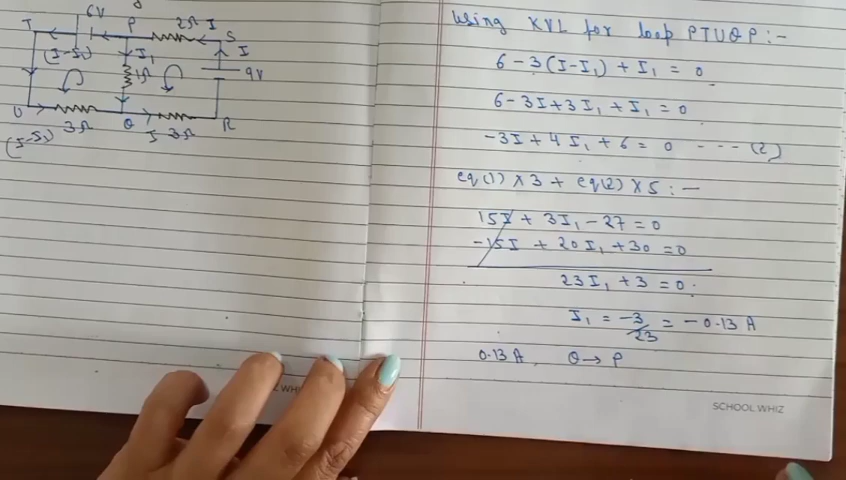 6V
T P 2Ω I S
(I-I₁) I₁ I
1Ω 9V
U 3Ω Q I 3Ω R
(I-I₁)
Using KVL for loop PTUQP:-
6-3(I-I₁)+I₁=0
6-3I+3I₁+I₁=0
-3I+4I₁+6=0 ---- (2)
eq(1)×3 + eq(2)×5:-
15I+3I₁-27=0
-15I+20I₁+30=0
23I₁+3=0.
I₁=-3/23=-0.13A
0.13A, Q→P
SCHOOL WHIZ